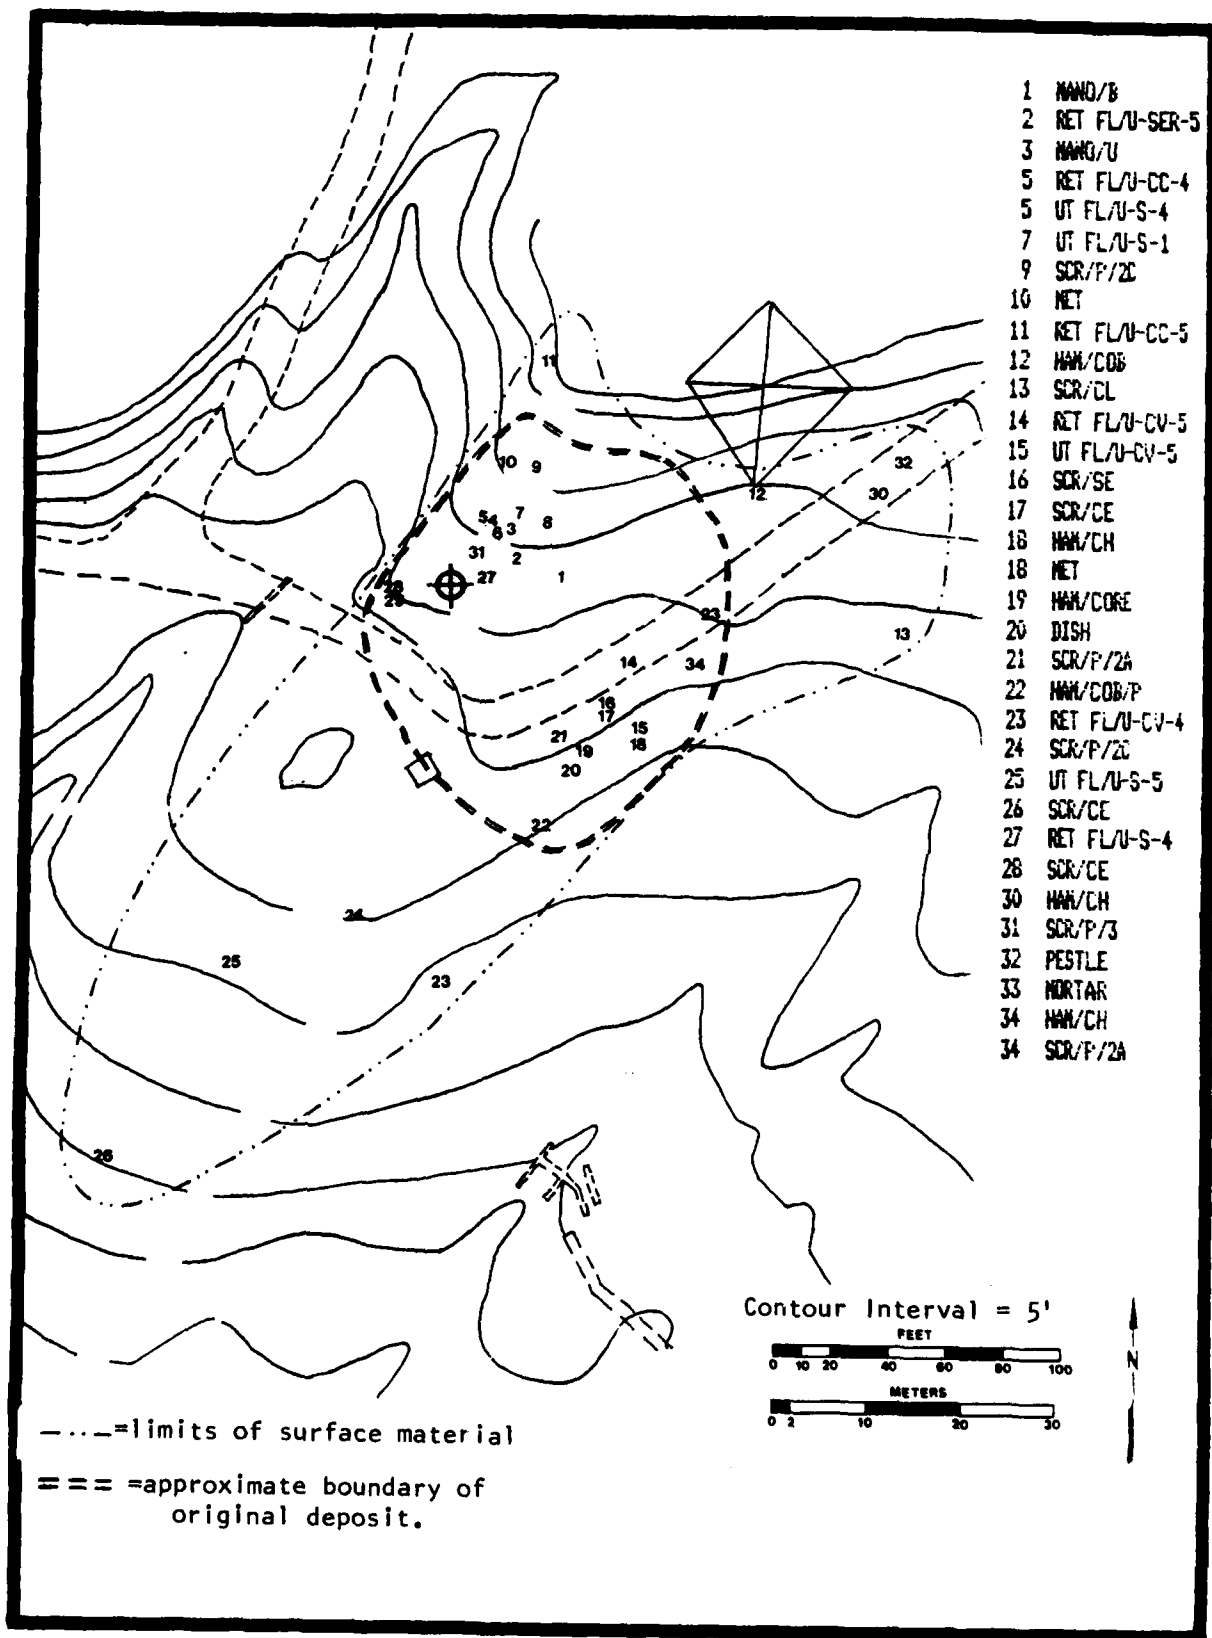 1 MANO/B
2 RET FL/U-SER-5
3 MANO/U
5 RET FL/U-CC-4
5 UT FL/U-S-4
7 UT FL/U-S-1
9 SCR/P/2C
10 MET
11 RET FL/U-CC-5
12 HAM/COB
13 SCR/CL
14 RET FL/U-CV-5
15 UT FL/U-CV-5
16 SCR/SE
17 SCR/CE
18 HAM/CH
18 MET
19 HAM/CORE
20 DISH
21 SCR/P/2A
22 HAM/COB/P
23 RET FL/U-CV-4
24 SCR/P/2C
25 UT FL/U-S-5
26 SCR/CE
27 RET FL/U-S-4
28 SCR/CE
30 HAM/CH
31 SCR/P/3
32 PESTLE
33 MORTAR
34 HAM/CH
34 SCR/P/2A
11
10 9
32
12 30
5 4 7
6 3 8
31 2
27 1
28
29
23
13
14 34
16
17
21 15
19 18
20
22
24
25
23
26
Contour Interval = 5'
FEET
0 10 20 40 60 80 100
METERS
0 2 10 20 30
N
=limits of surface material
=approximate boundary of
original deposit.